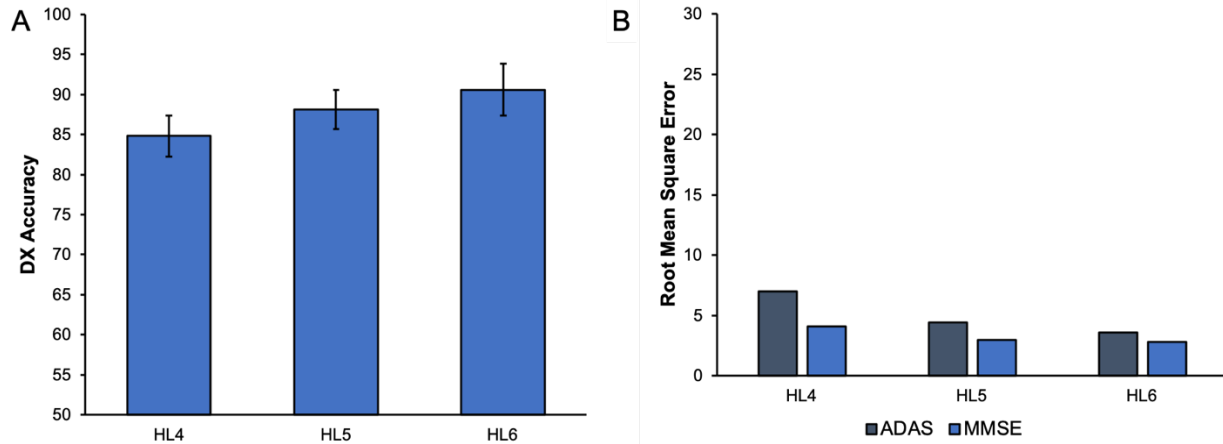 A
DX Accuracy
100
95
90
85
80
75
70
65
60
55
50
HL4 HL5 HL6
B
Root Mean Square Error
30
25
20
15
10
5
0
HL4 HL5 HL6
ADAS MMSE